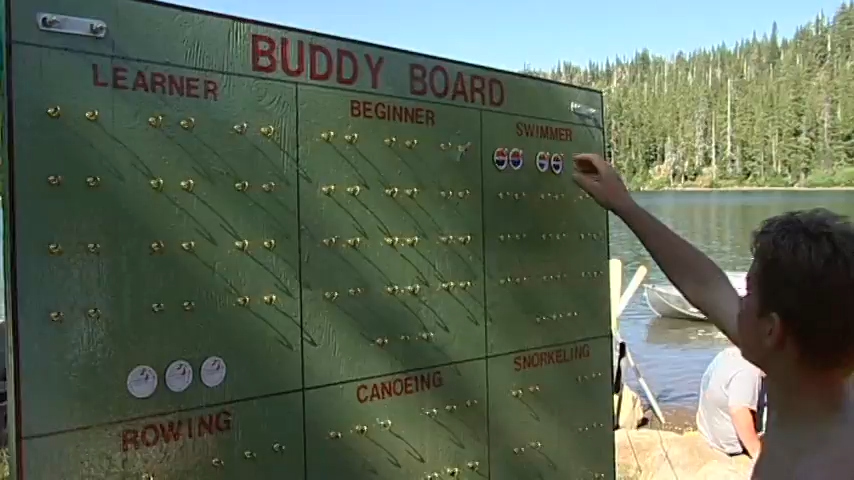 BUDDY BOARD
LEARNER
BEGINNER
SWIMMER
ROWING
CANOEING
SNORKELING